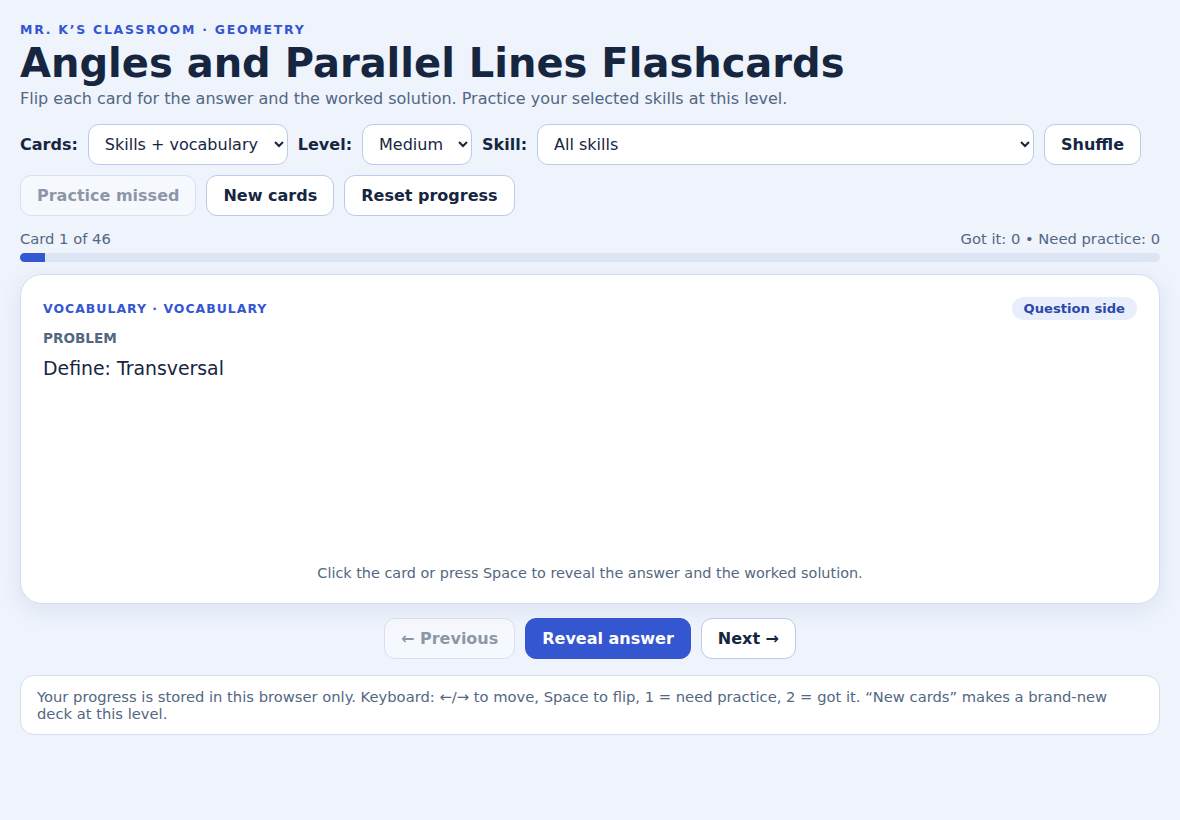 MR. K’S CLASSROOM · GEOMETRY
Angles and Parallel Lines Flashcards
Flip each card for the answer and the worked solution. Practice your selected skills at this level.
Cards: Skills + vocabulary Level: Medium Skill: All skills Shuffle
Practice missed New cards Reset progress
Card 1 of 46 Got it: 0 • Need practice: 0
VOCABULARY · VOCABULARY Question side
PROBLEM
Define: Transversal
Click the card or press Space to reveal the answer and the worked solution.
← Previous Reveal answer Next →
Your progress is stored in this browser only. Keyboard: ←/→ to move, Space to flip, 1 = need practice, 2 = got it. “New cards” makes a brand-new
deck at this level.